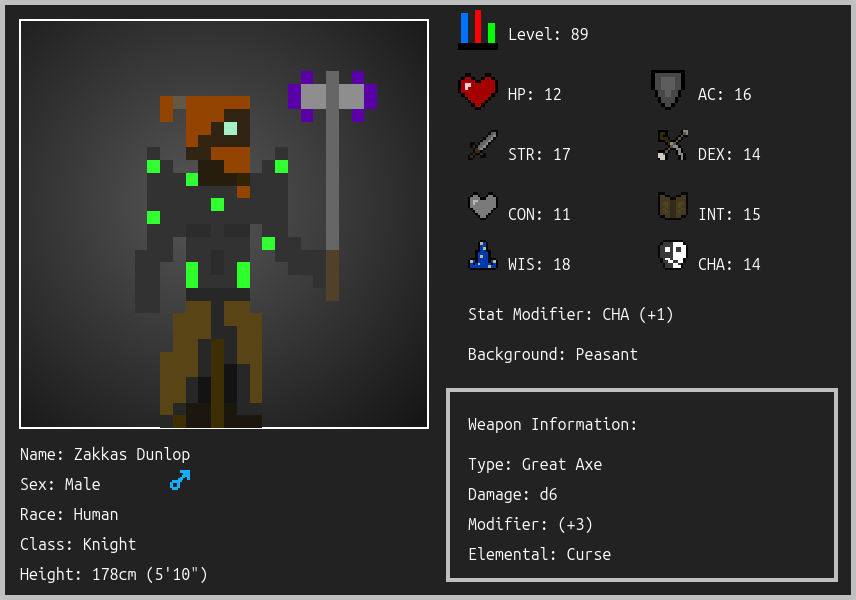 Level: 89
HP: 12
AC: 16
STR: 17
DEX: 14
CON: 11
INT: 15
WIS: 18
CHA: 14
Stat Modifier: CHA (+1)
Background: Peasant
Weapon Information:
Type: Great Axe
Damage: d6
Modifier: (+3)
Elemental: Curse
Name: Zakkas Dunlop
Sex: Male
Race: Human
Class: Knight
Height: 178cm (5'10")